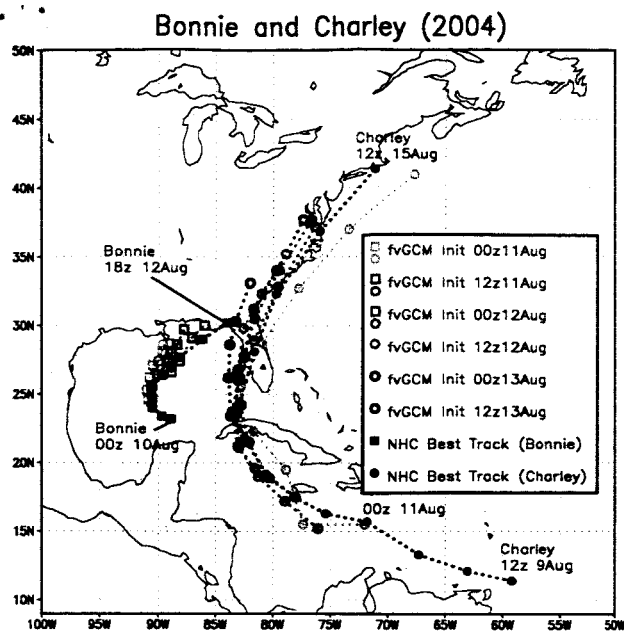 Bonnie and Charley (2004)
50N
45N
40N
35N
30N
25N
20N
15N
10N
100W
95W
90W
85W
80W
75W
70W
65W
60W
55W
50W
Charley
12z 15Aug
Bonnie
18z 12Aug
fvGCM Init 00z11Aug
fvGCM Init 12z11Aug
fvGCM Init 00z12Aug
fvGCM Init 12z12Aug
fvGCM Init 00z13Aug
fvGCM Init 12z13Aug
NHC Best Track (Bonnie)
NHC Best Track (Charley)
Bonnie
00z 10Aug
00z 11Aug
Charley
12z 9Aug